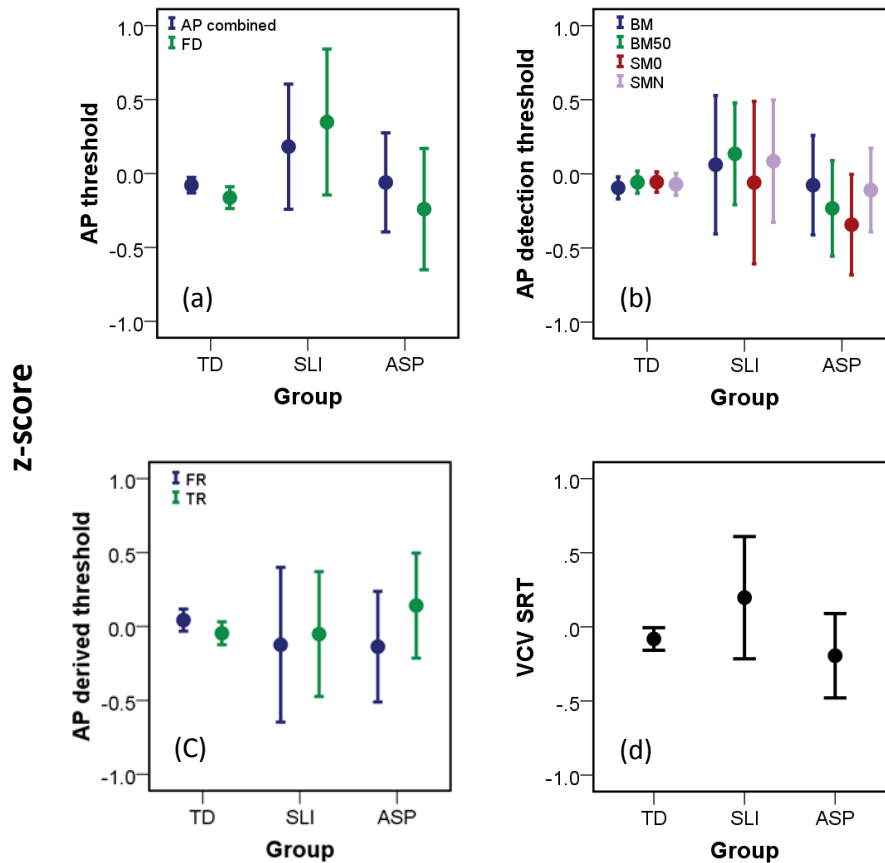 z-score
AP threshold
AP combined
FD
1.0
0.5
0.0
-0.5
-1.0
(a)
TD SLI ASP
Group
AP detection threshold
BM
BM50
SM0
SMN
1.0
0.5
0.0
-0.5
-1.0
(b)
TD SLI ASP
Group
AP derived threshold
FR
TR
1.0
0.5
0.0
-0.5
-1.0
(C)
TD SLI ASP
Group
VCV SRT
1.0
.5
.0
-.5
-1.0
(d)
TD SLI ASP
Group